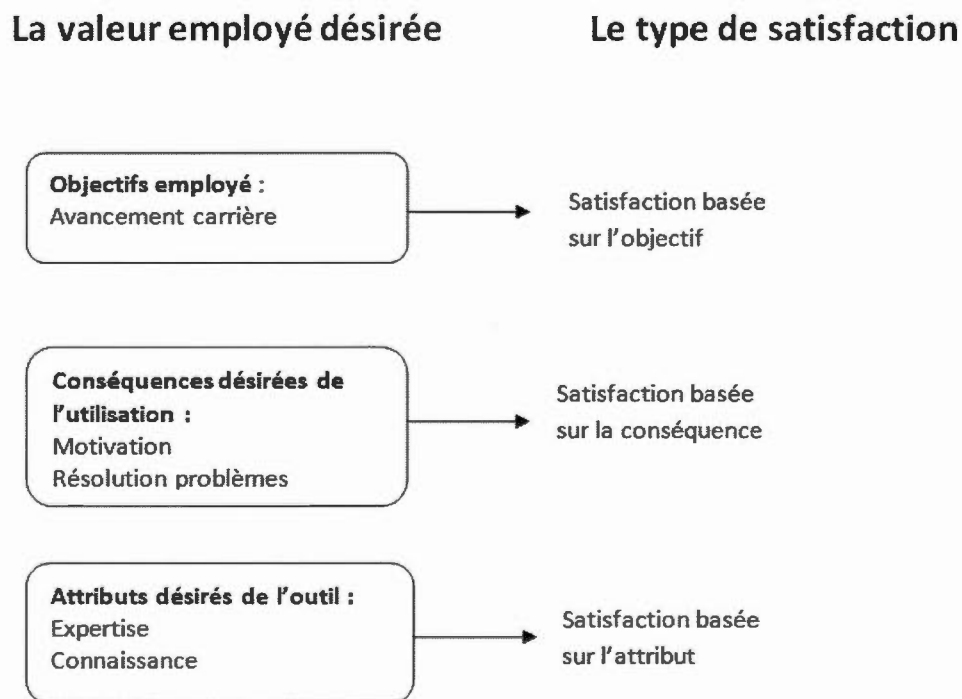 La valeur employé désirée
Le type de satisfaction
Objectifs employé :
Avancement carrière
Satisfaction basée
sur l'objectif
Conséquences désirées de
l'utilisation :
Motivation
Résolution problèmes
Satisfaction basée
sur la conséquence
Attributs désirés de l'outil :
Expertise
Connaissance
Satisfaction basée
sur l'attribut